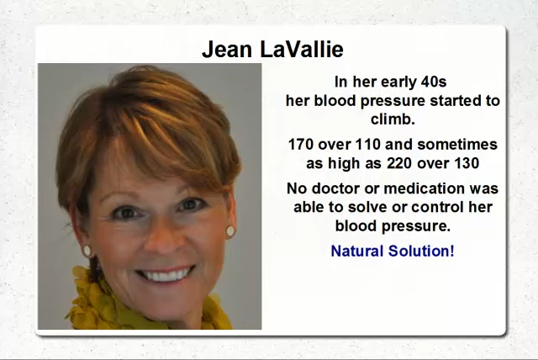 Jean LaVallie
In her early 40s
her blood pressure started to
climb.
170 over 110 and sometimes
as high as 220 over 130
No doctor or medication was
able to solve or control her
blood pressure.
Natural Solution!